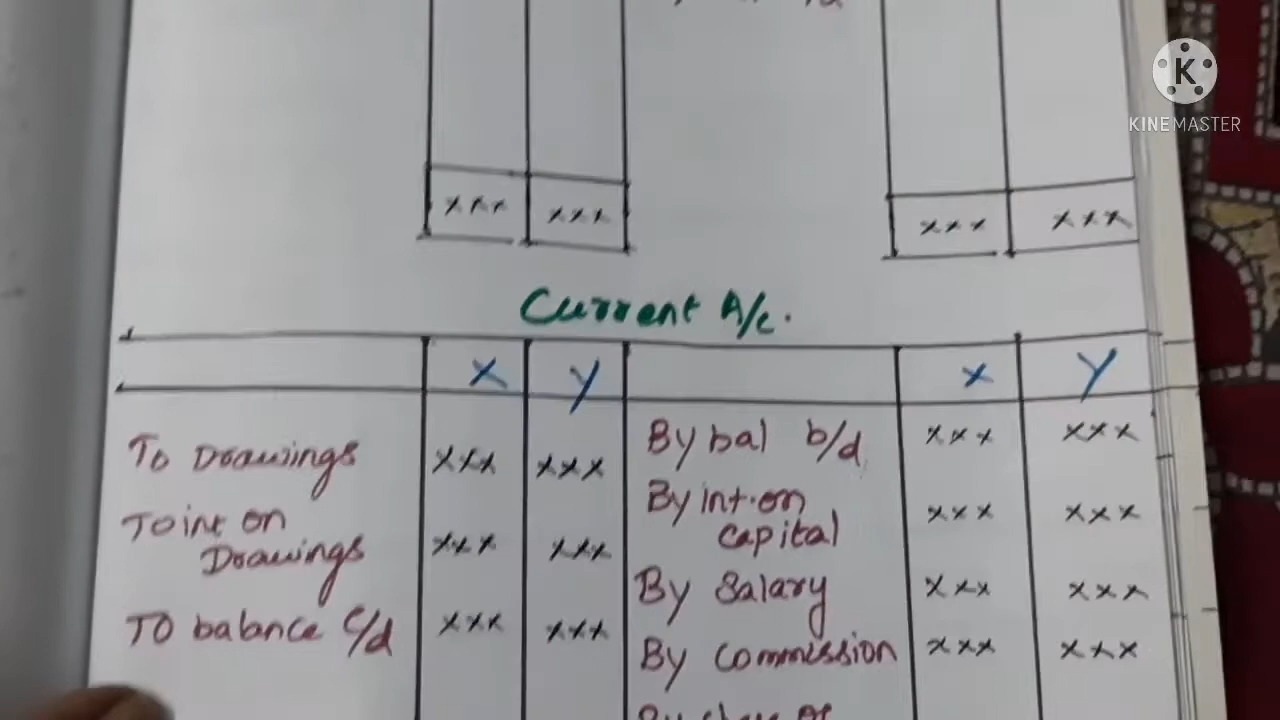 KINEMASTER
xxx xxx xxx xxx
Current A/c.
X Y X Y
To Drawings xxx xxx By bal b/d xxx xxx
To int on
Drawings xxx xxx
By int. on
capital xxx xxx
To balance c/d xxx xxx By Salary xxx xxx
By Commission xxx xxx